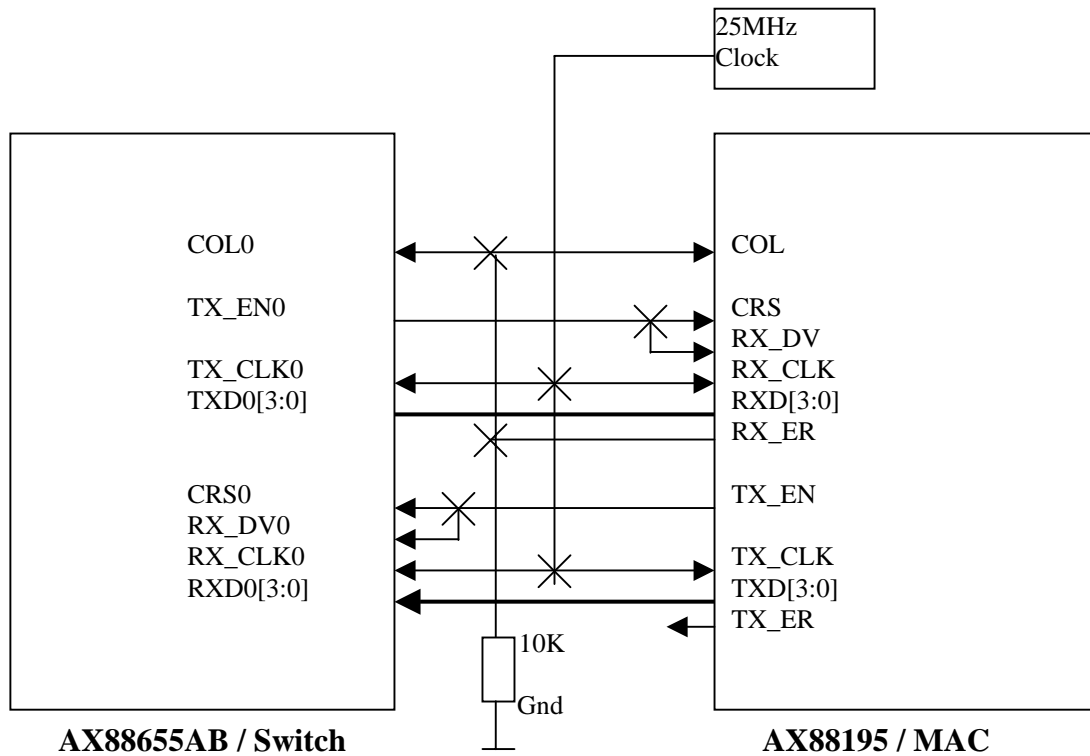 25MHz
Clock
COL0
TX_EN0
TX_CLK0
TXD0[3:0]
CRS0
RX_DV0
RX_CLK0
RXD0[3:0]
COL
CRS
RX_DV
RX_CLK
RXD[3:0]
RX_ER
TX_EN
TX_CLK
TXD[3:0]
TX_ER
10K
Gnd
AX88655AB / Switch
AX88195 / MAC